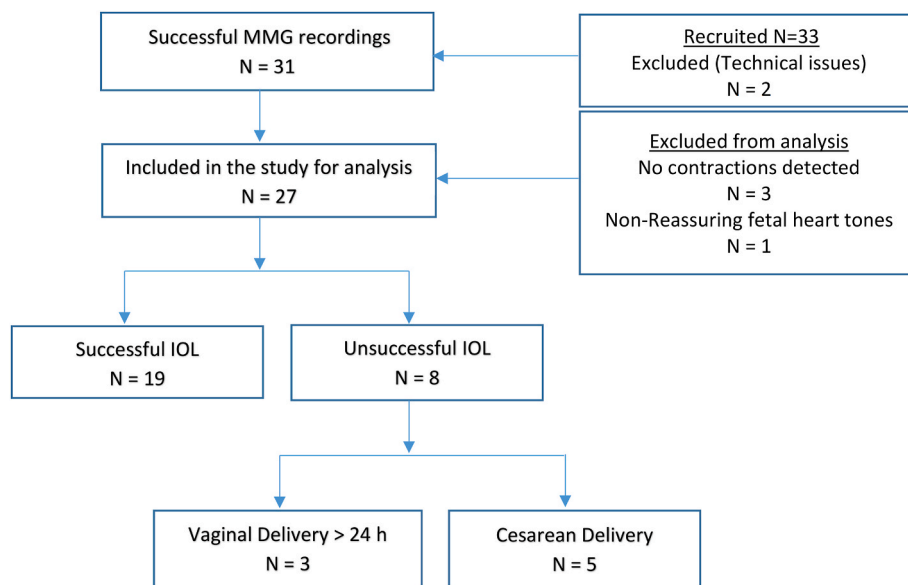 Successful MMG recordings
N = 31
Recruited N=33
Excluded (Technical issues)
N = 2
Included in the study for analysis
N = 27
Excluded from analysis
No contractions detected
N = 3
Non-Reassuring fetal heart tones
N = 1
Successful IOL
N = 19
Unsuccessful IOL
N = 8
Vaginal Delivery > 24 h
N = 3
Cesarean Delivery
N = 5